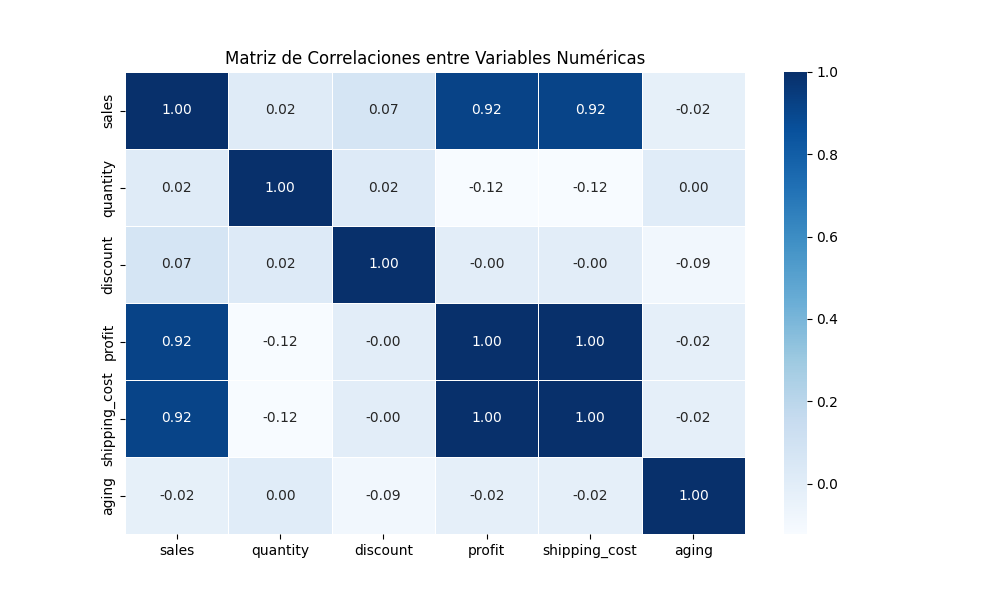 Matriz de Correlaciones entre Variables Numéricas
sales 1.00 0.02 0.07 0.92 0.92 -0.02
quantity 0.02 1.00 0.02 -0.12 -0.12 0.00
discount 0.07 0.02 1.00 -0.00 -0.00 -0.09
profit 0.92 -0.12 -0.00 1.00 1.00 -0.02
shipping_cost 0.92 -0.12 -0.00 1.00 1.00 -0.02
aging -0.02 0.00 -0.09 -0.02 -0.02 1.00
sales quantity discount profit shipping_cost aging
1.0
0.8
0.6
0.4
0.2
0.0